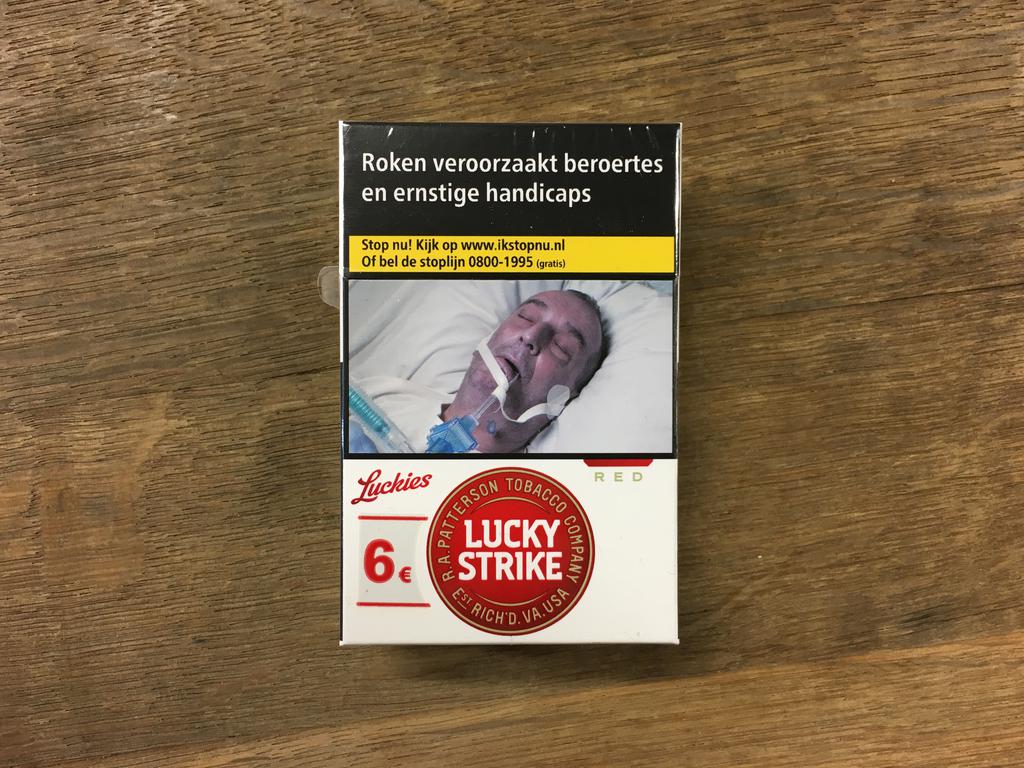 Roken veroorzaakt beroertes
en ernstige handicaps
Stop nu! Kijk op www.ikstopnu.nl
Of bel de stoplijn 0800-1995 (gratis)
Luckies
RED
6€
R.A. PATTERSON TOBACCO COMPANY
LUCKY
STRIKE
EST RICH'D. VA. USA